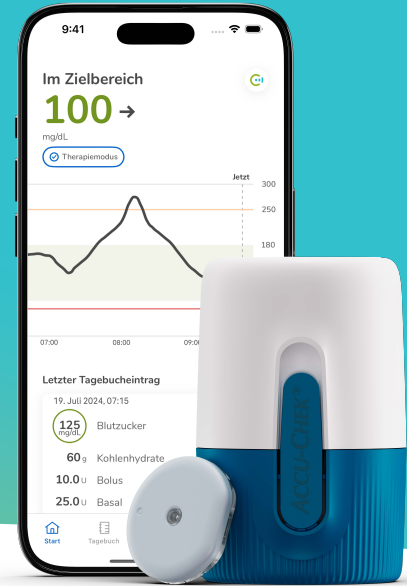 9:41
Im Zielbereich
100
mg/dL
Therapiemodus
Jetzt
300
250
180
07:00 08:00
Letzter Tagebucheintrag
19. Juli 2024, 07:15
125 mg/dL Blutzucker
60 g Kohlenhydrate
10.0 U Bolus
25.0 U Basal
Start Tagebuch
ACCU-CHEK®